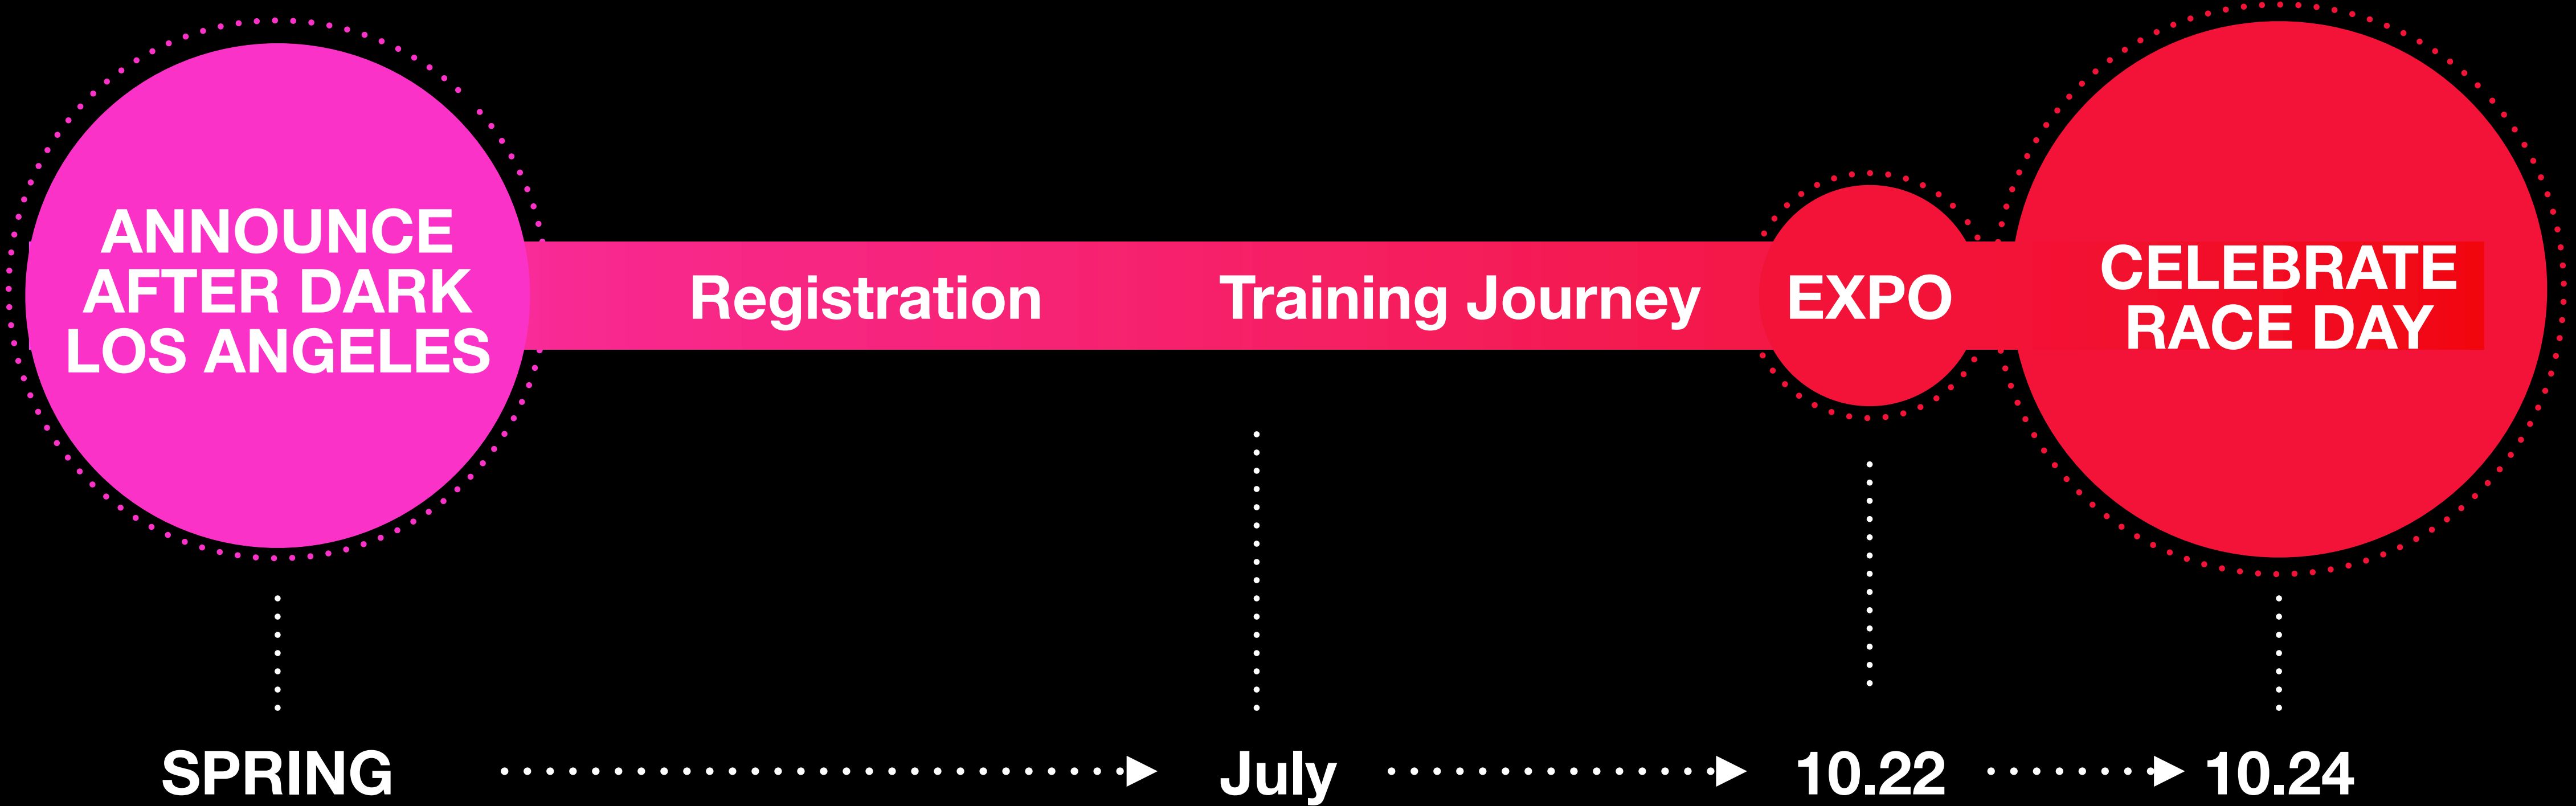 ANNOUNCE
AFTER DARK
LOS ANGELES
Registration
Training Journey
EXPO
CELEBRATE
RACE DAY
SPRING
July
10.22
10.24